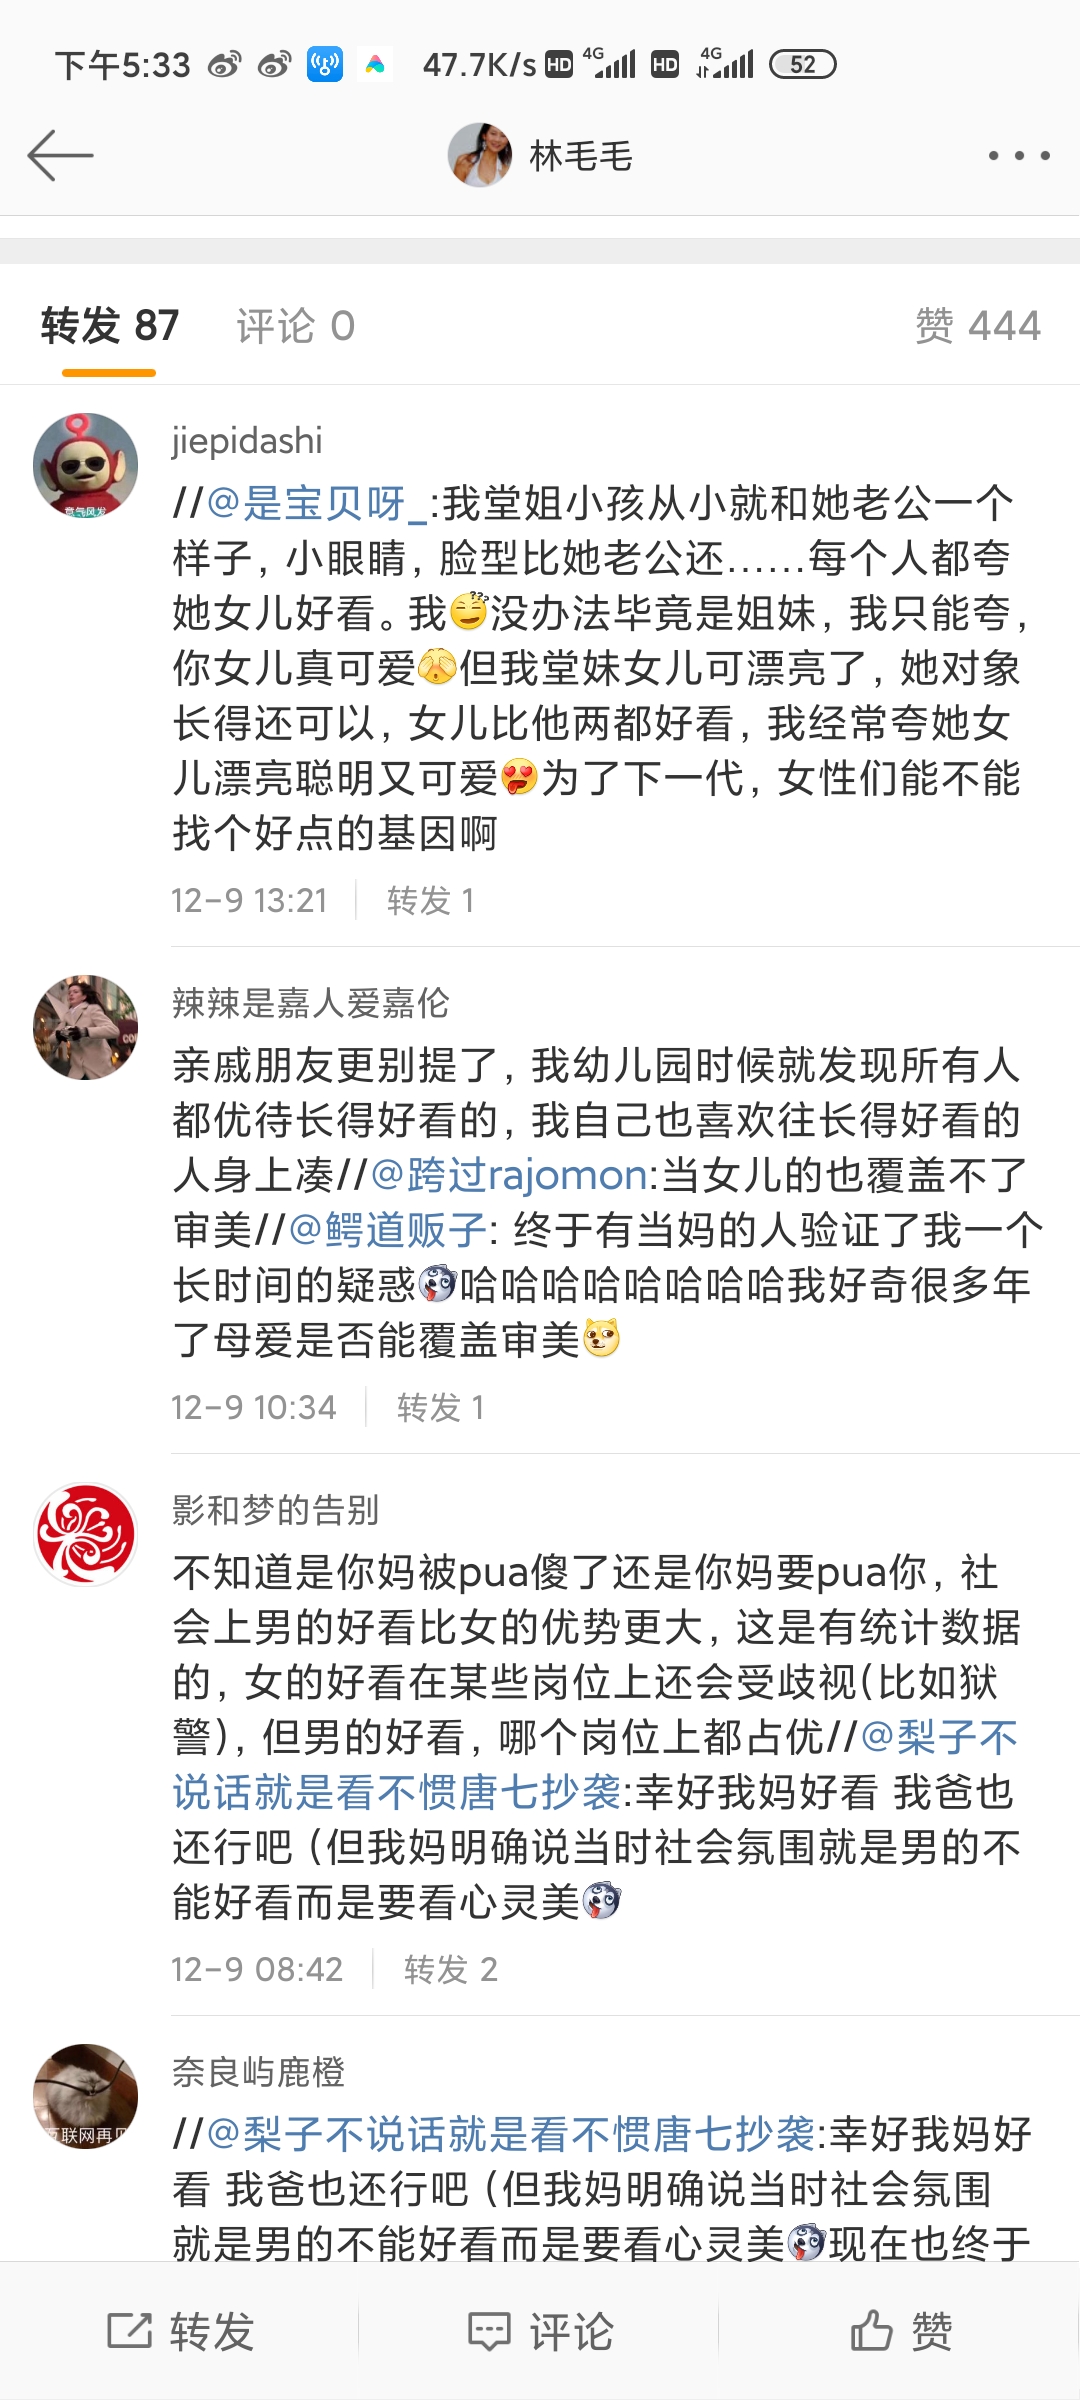 下午5:33 47.7K/s HD 4G HD 4G 52
林毛毛
转发 87 评论 0 赞 444
jiepidashi
//@是宝贝呀_:我堂姐小孩从小就和她老公一个
样子，小眼睛，脸型比她老公还……每个人都夸
她女儿好看。我没办法毕竟是姐妹，我只能夸，
你女儿真可爱但我堂妹女儿可漂亮了，她对象
长得还可以，女儿比他两都好看，我经常夸她女
儿漂亮聪明又可爱为了下一代，女性们能不能
找个好点的基因啊
意气风发
12-9 13:21 转发 1
辣辣是嘉人爱嘉伦
亲戚朋友更别提了，我幼儿园时候就发现所有人
都优待长得好看的，我自己也喜欢往长得好看的
人身上凑//@跨过rajomon:当女儿的也覆盖不了
审美//@鳄道贩子: 终于有当妈的人验证了我一个
长时间的疑惑哈哈哈哈哈哈哈哈我好奇很多年
了母爱是否能覆盖审美
12-9 10:34 转发 1
影和梦的告别
不知道是你妈被pua傻了还是你妈要pua你，社
会上男的好看比女的优势更大，这是有统计数据
的，女的好看在某些岗位上还会受歧视(比如狱
警)，但男的好看，哪个岗位上都占优//@梨子不
说话就是看不惯唐七抄袭:幸好我妈好看 我爸也
还行吧（但我妈明确说当时社会氛围就是男的不
能好看而是要看心灵美
12-9 08:42 转发 2
奈良屿鹿橙
//@梨子不说话就是看不惯唐七抄袭:幸好我妈好
看 我爸也还行吧（但我妈明确说当时社会氛围
就是男的不能好看而是要看心灵美现在也终于
互联网再见
转发 评论 赞